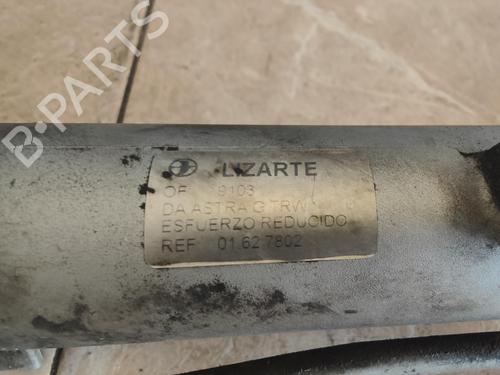 B-PARTS
LIZARTE
OF 9103
DA ASTRA G TRW
ESFUERZO REDUCIDO
REF 01.62.7802